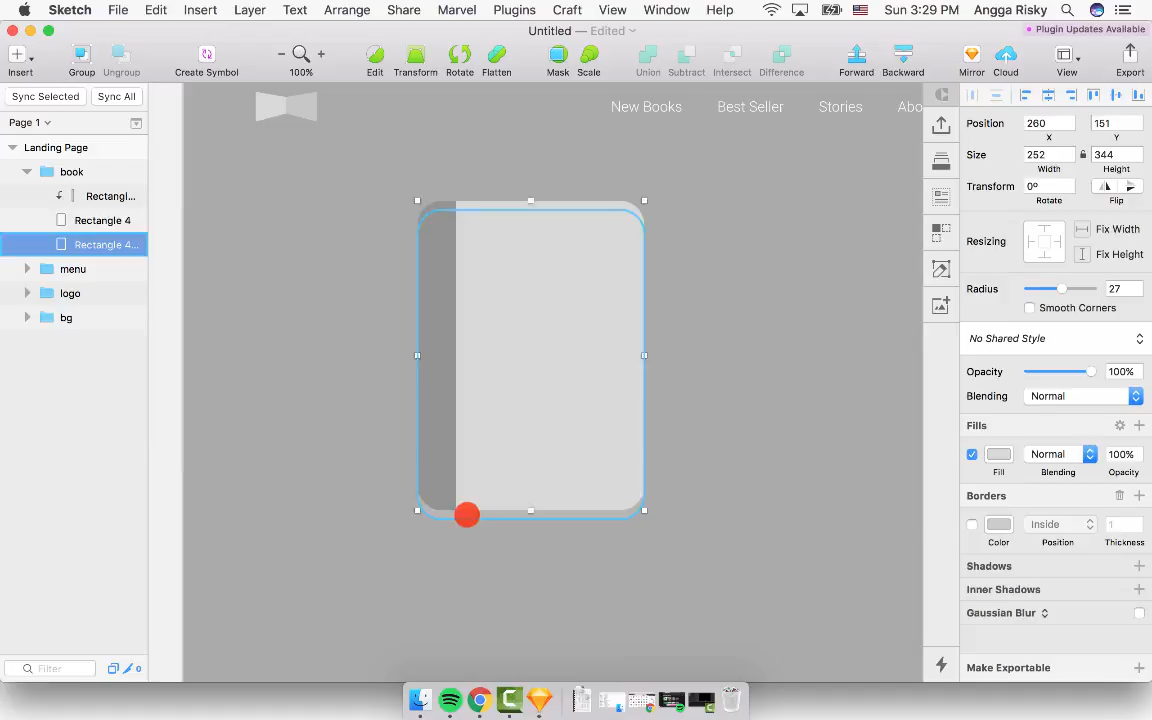 Sketch File Edit Insert Layer Text Arrange Share Marvel Plugins Craft View Window Help Sun 3:29 PM Angga Risky
Untitled — Edited
Plugin Updates Available
Insert Group Ungroup Create Symbol 100% Edit Transform Rotate Flatten Mask Scale Union Subtract Intersect Difference Forward Backward Mirror Cloud View Export
Sync Selected Sync All
Page 1
Landing Page
book
Rectangl...
Rectangle 4
Rectangle 4...
menu
logo
bg
Filter
0
New Books Best Seller Stories Abo
Position 260 151
X Y
Size 252 344
Width Height
Transform 0º
Rotate Flip
Resizing Fix Width
Fix Height
Radius 27
Smooth Corners
No Shared Style
Opacity 100%
Blending Normal
Fills
Normal 100%
Fill Blending Opacity
Borders
Inside 1
Color Position Thickness
Shadows
Inner Shadows
Gaussian Blur
Make Exportable